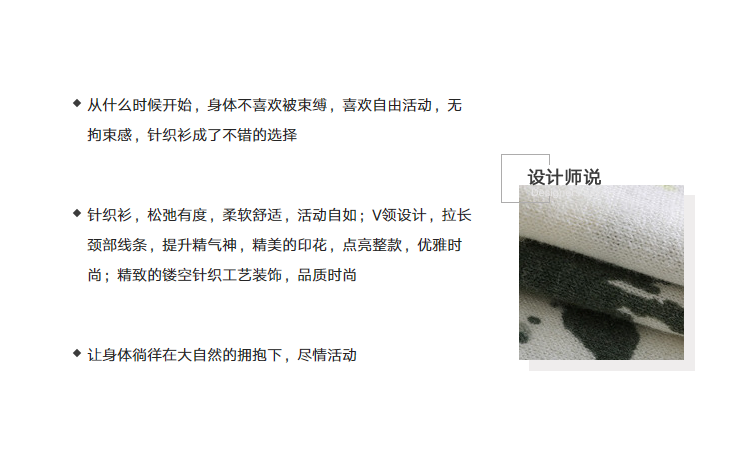 ◆ 从什么时候开始，身体不喜欢被束缚，喜欢自由活动，无
拘束感，针织衫成了不错的选择
◆ 针织衫，松弛有度，柔软舒适，活动自如；V领设计，拉长
颈部线条，提升精气神，精美的印花，点亮整款，优雅时
尚；精致的镂空针织工艺装饰，品质时尚
◆ 让身体徜徉在大自然的拥抱下，尽情活动
设计师说